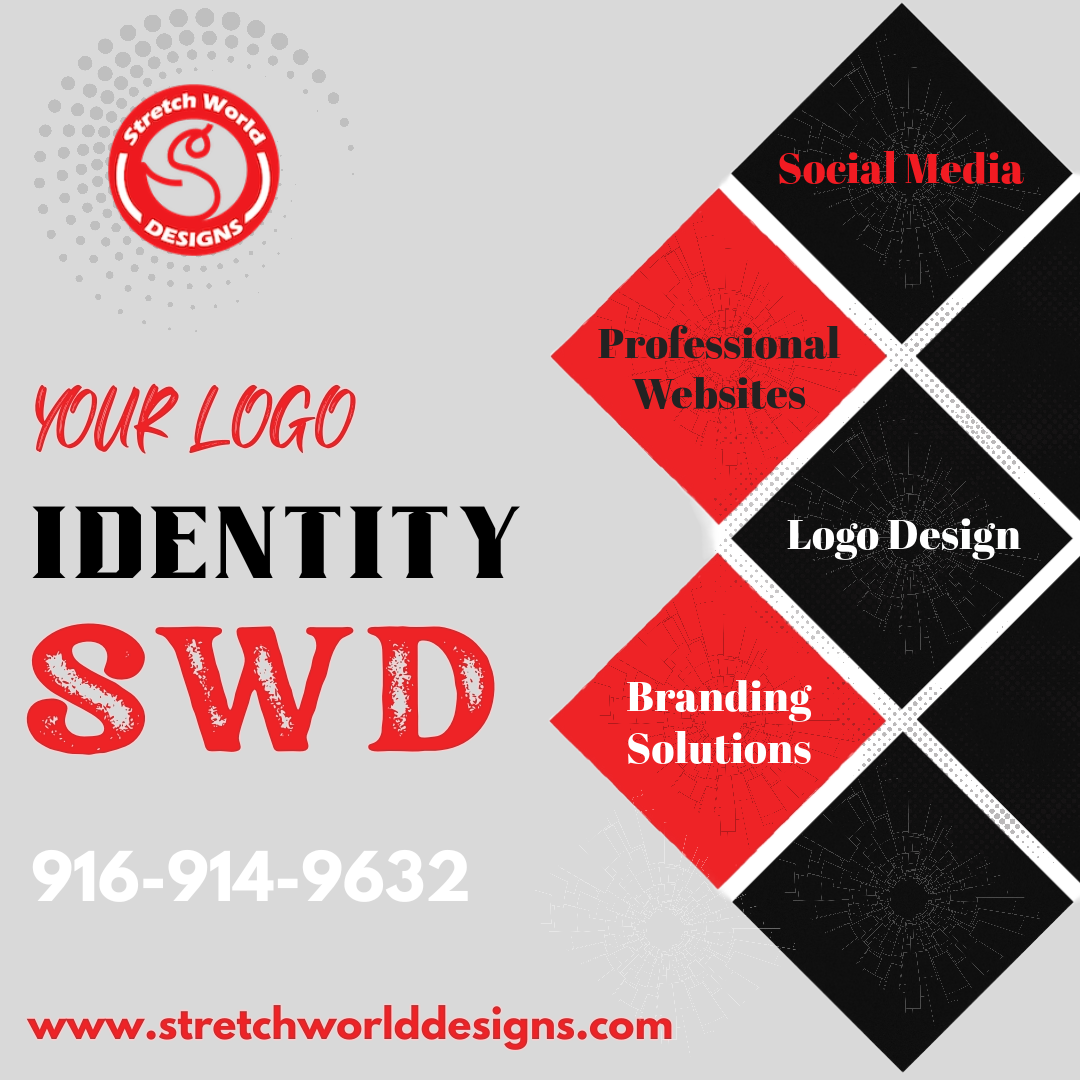 Stretch World
DESIGNS
YOUR LOGO
IDENTITY
SWD
916-914-9632
www.stretchworlddesigns.com
Social Media
Professional
Websites
Logo Design
Branding
Solutions